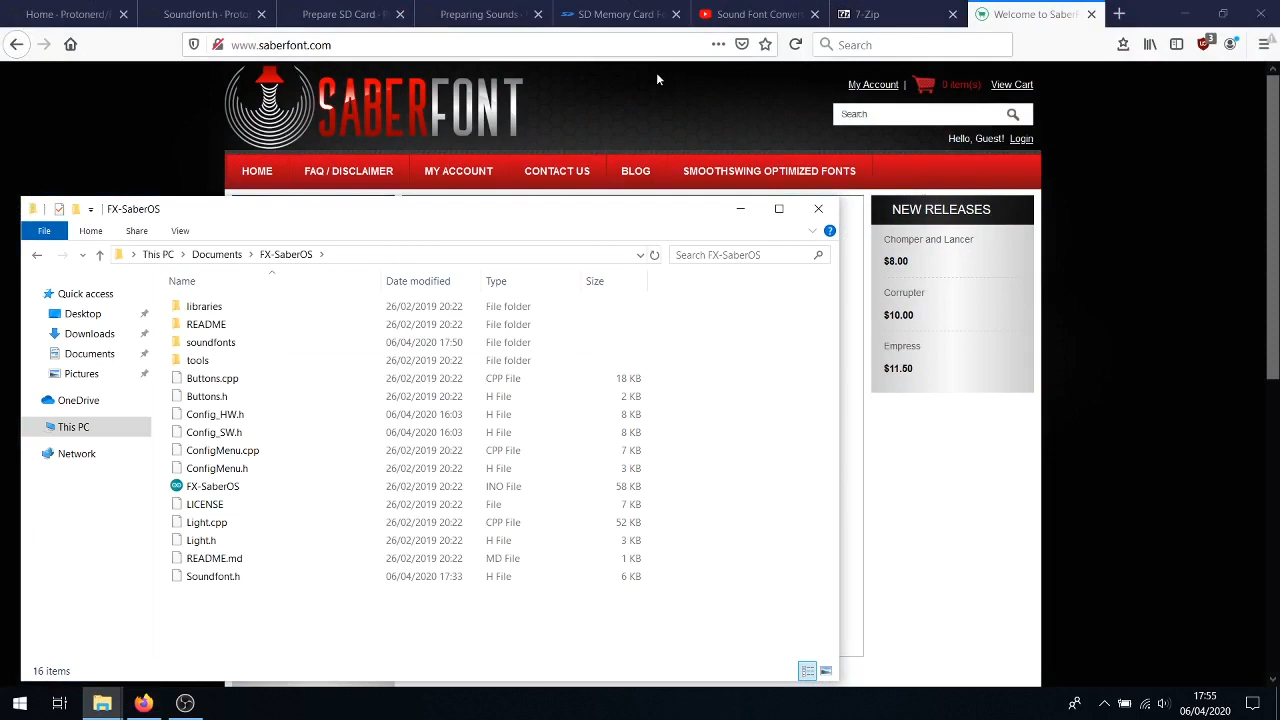 Home - Protonerd/
Soundfont.h - Proton
Prepare SD Card - R
Preparing Sounds -
SD Memory Card Fo
Sound Font Convert
7-Zip
Welcome to SaberF
www.saberfont.com
Search
3
SABERFONT
My Account | 0 item(s) View Cart
Search
Hello, Guest! Login
HOME FAQ / DISCLAIMER MY ACCOUNT CONTACT US BLOG SMOOTHSWING OPTIMIZED FONTS
NEW RELEASES
Chomper and Lancer
$8.00
Corrupter
$10.00
Empress
$11.50
FX-SaberOS
File Home Share View
This PC Documents FX-SaberOS
Search FX-SaberOS
Quick access
Desktop
Downloads
Documents
Pictures
OneDrive
This PC
Network
Name Date modified Type Size
libraries 26/02/2019 20:22 File folder
README 26/02/2019 20:22 File folder
soundfonts 06/04/2020 17:50 File folder
tools 26/02/2019 20:22 File folder
Buttons.cpp 26/02/2019 20:22 CPP File 18 KB
Buttons.h 26/02/2019 20:22 H File 2 KB
Config_HW.h 06/04/2020 16:03 H File 8 KB
Config_SW.h 06/04/2020 16:03 H File 8 KB
ConfigMenu.cpp 26/02/2019 20:22 CPP File 7 KB
ConfigMenu.h 26/02/2019 20:22 H File 3 KB
FX-SaberOS 26/02/2019 20:22 INO File 58 KB
LICENSE 26/02/2019 20:22 File 7 KB
Light.cpp 26/02/2019 20:22 CPP File 52 KB
Light.h 26/02/2019 20:22 H File 3 KB
README.md 26/02/2019 20:22 MD File 1 KB
Soundfont.h 06/04/2020 17:33 H File 6 KB
16 items
17:55
06/04/2020